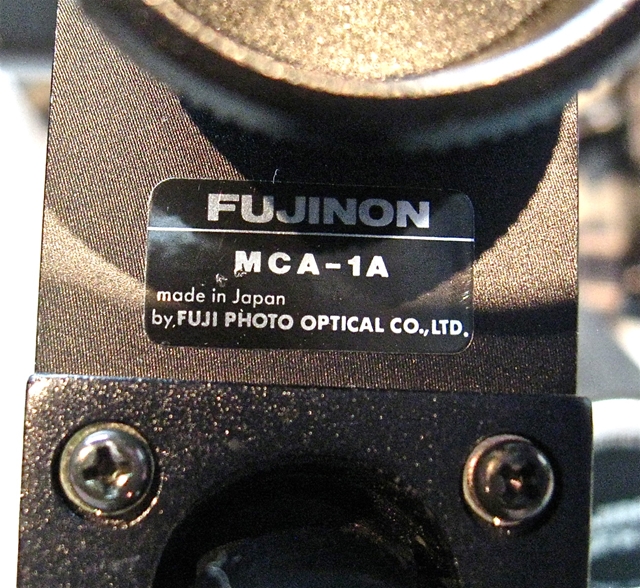 FUJINON
MCA-1A
made in Japan
by, FUJI PHOTO OPTICAL CO., LTD.